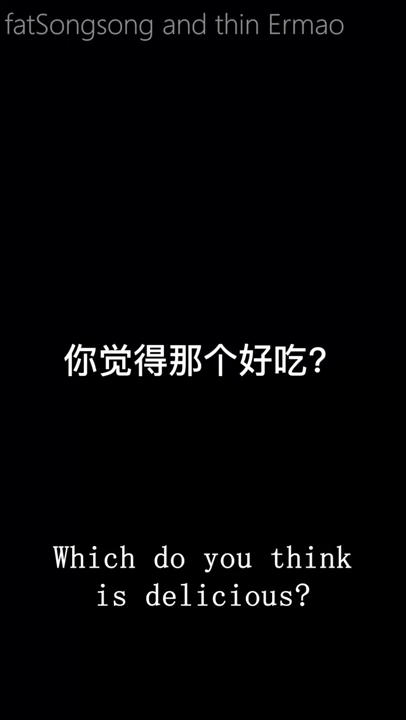 fatSongsong and thin Ermao
你觉得那个好吃?
Which do you think
is delicious?